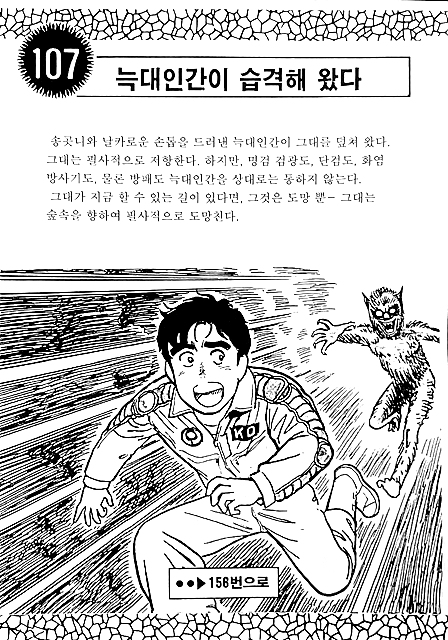 107
늑대인간이 습격해 왔다
송곳니와 날카로운 손톱을 드러낸 늑대인간이 그대를 덮쳐 왔다.
그대는 필사적으로 저항한다. 하지만, 명검 검광도, 단검도, 화염
방사기도, 물론 방패도 늑대인간을 상대로는 통하지 않는다.
그대가 지금 할 수 있는 길이 있다면, 그것은 도망 뿐— 그대는
숲속을 향하여 필사적으로 도망친다.
KO
●●▶156번으로